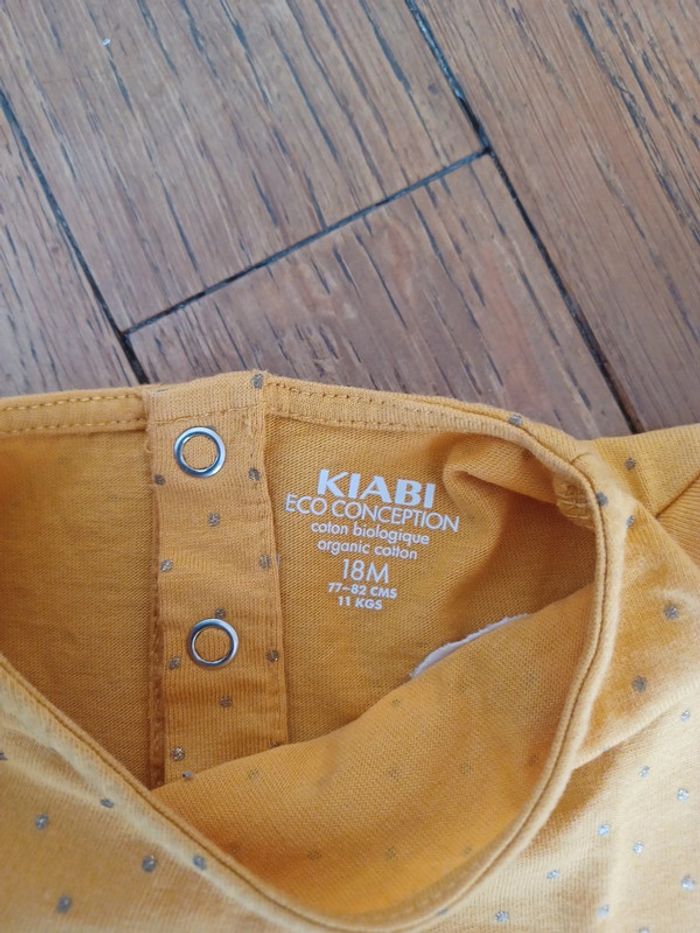 KIABI
ECO CONCEPTION
coton biologique
organic cotton
18M
77-82 CMS
11 KGS